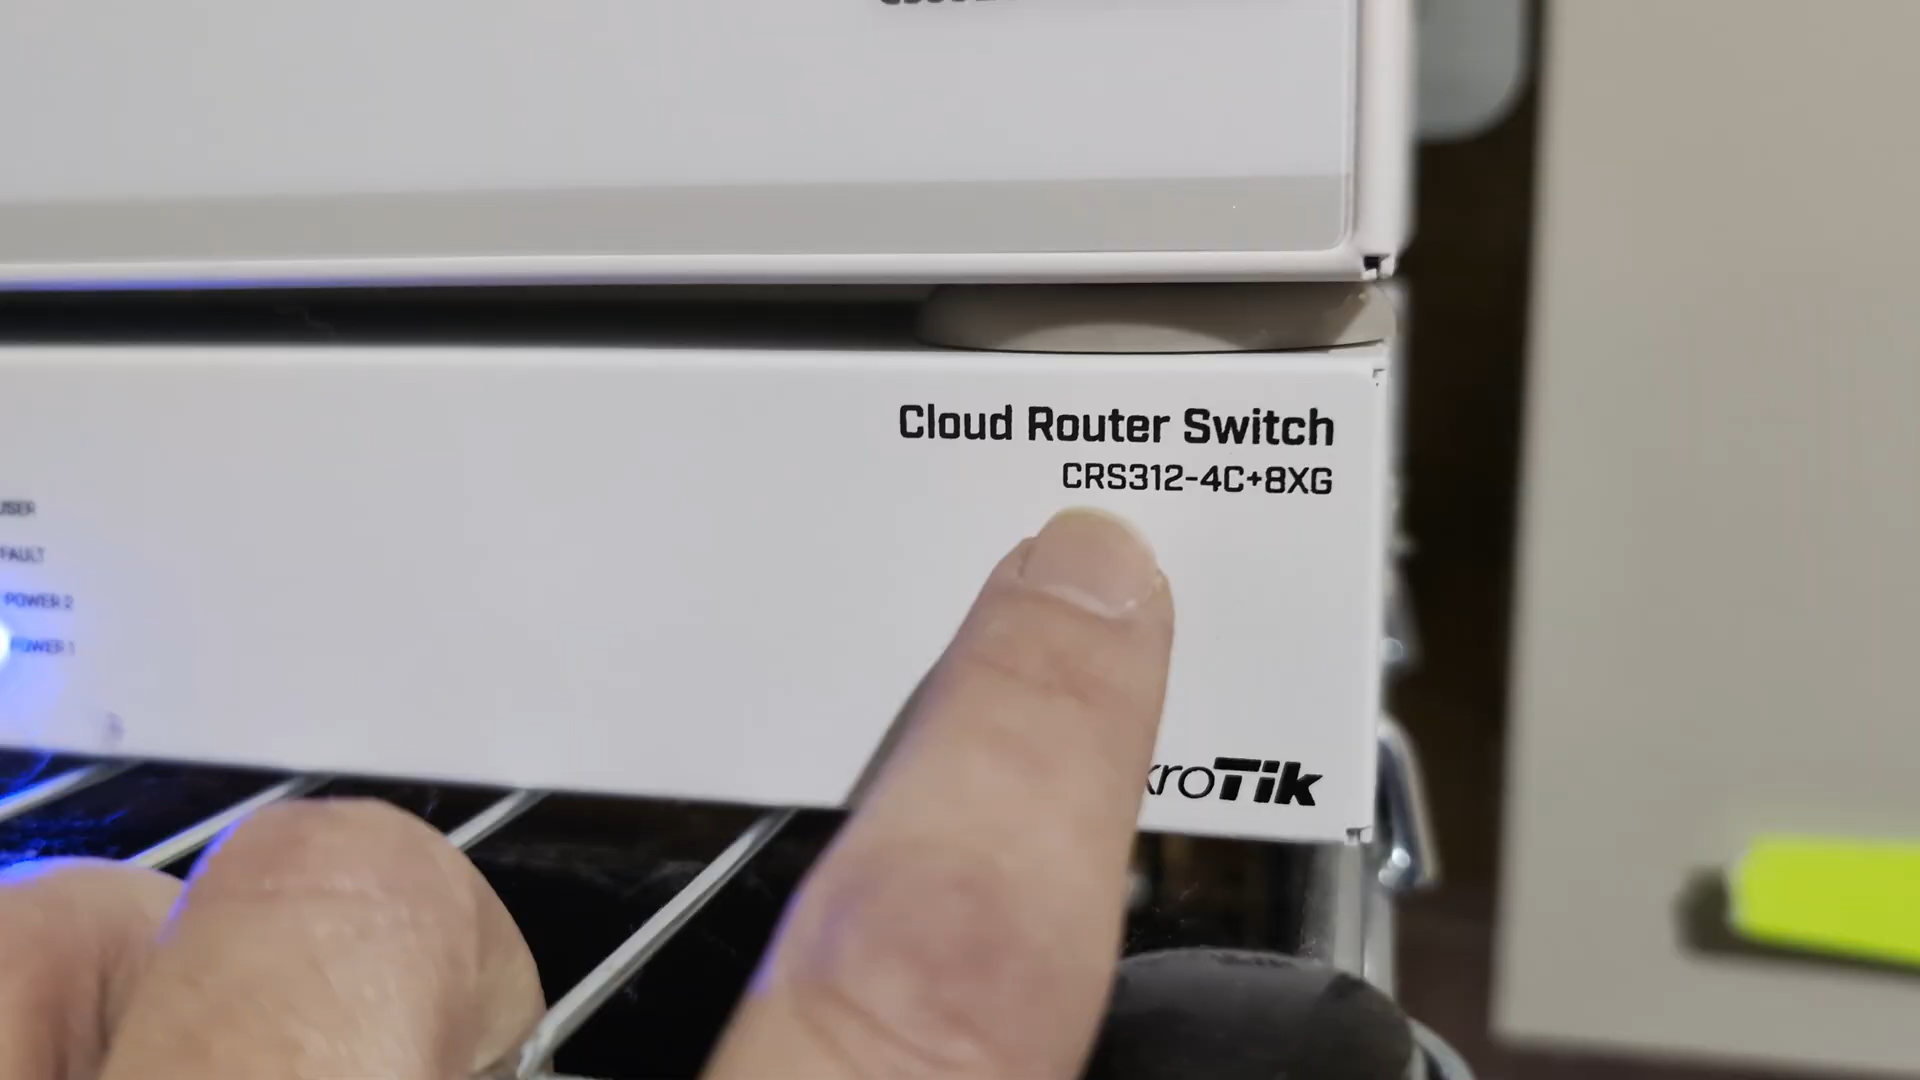 Cloud Router Switch
CRS312-4C+8XG
USER
FAULT
POWER 2
POWER 1
kroTik